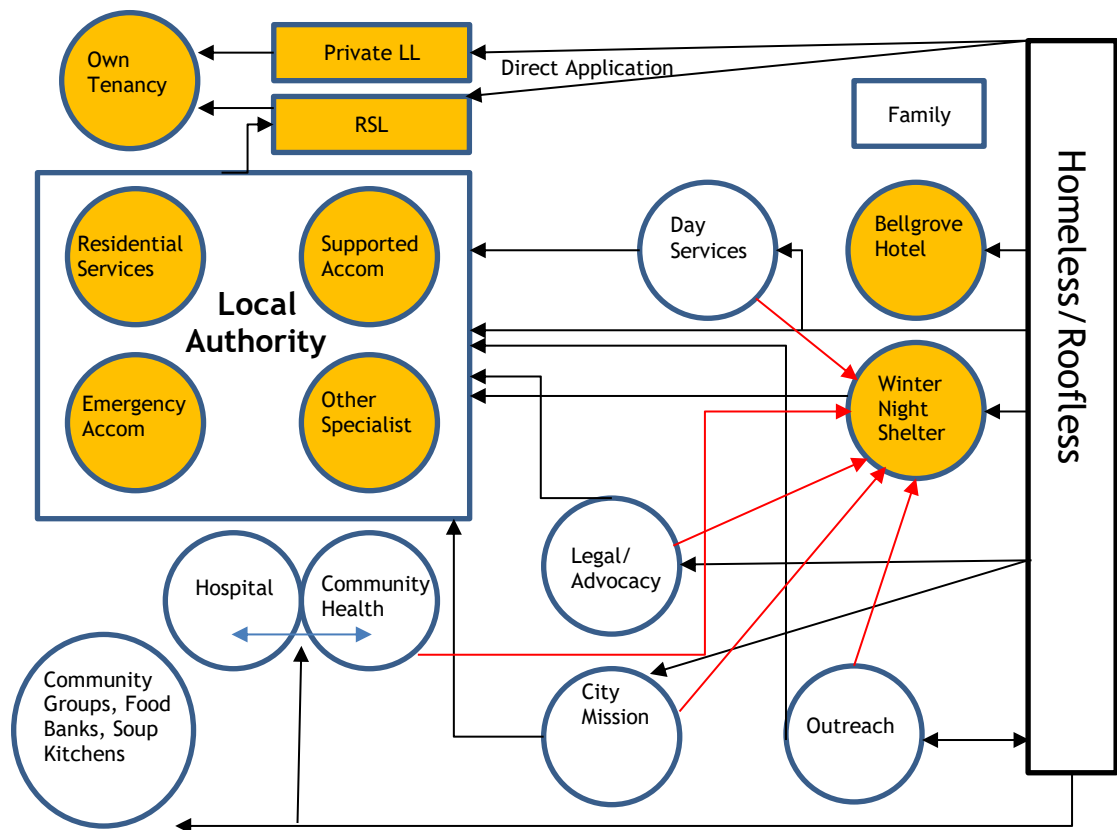 Own
Tenancy
Private LL
Direct Application
RSL
Family
Homeless/Roofless
Residential
Services
Supported
Accom
Local
Authority
Emergency
Accom
Other
Specialist
Day
Services
Bellgrove
Hotel
Winter
Night
Shelter
Legal/
Advocacy
Hospital
Community
Health
City
Mission
Outreach
Community
Groups, Food
Banks, Soup
Kitchens